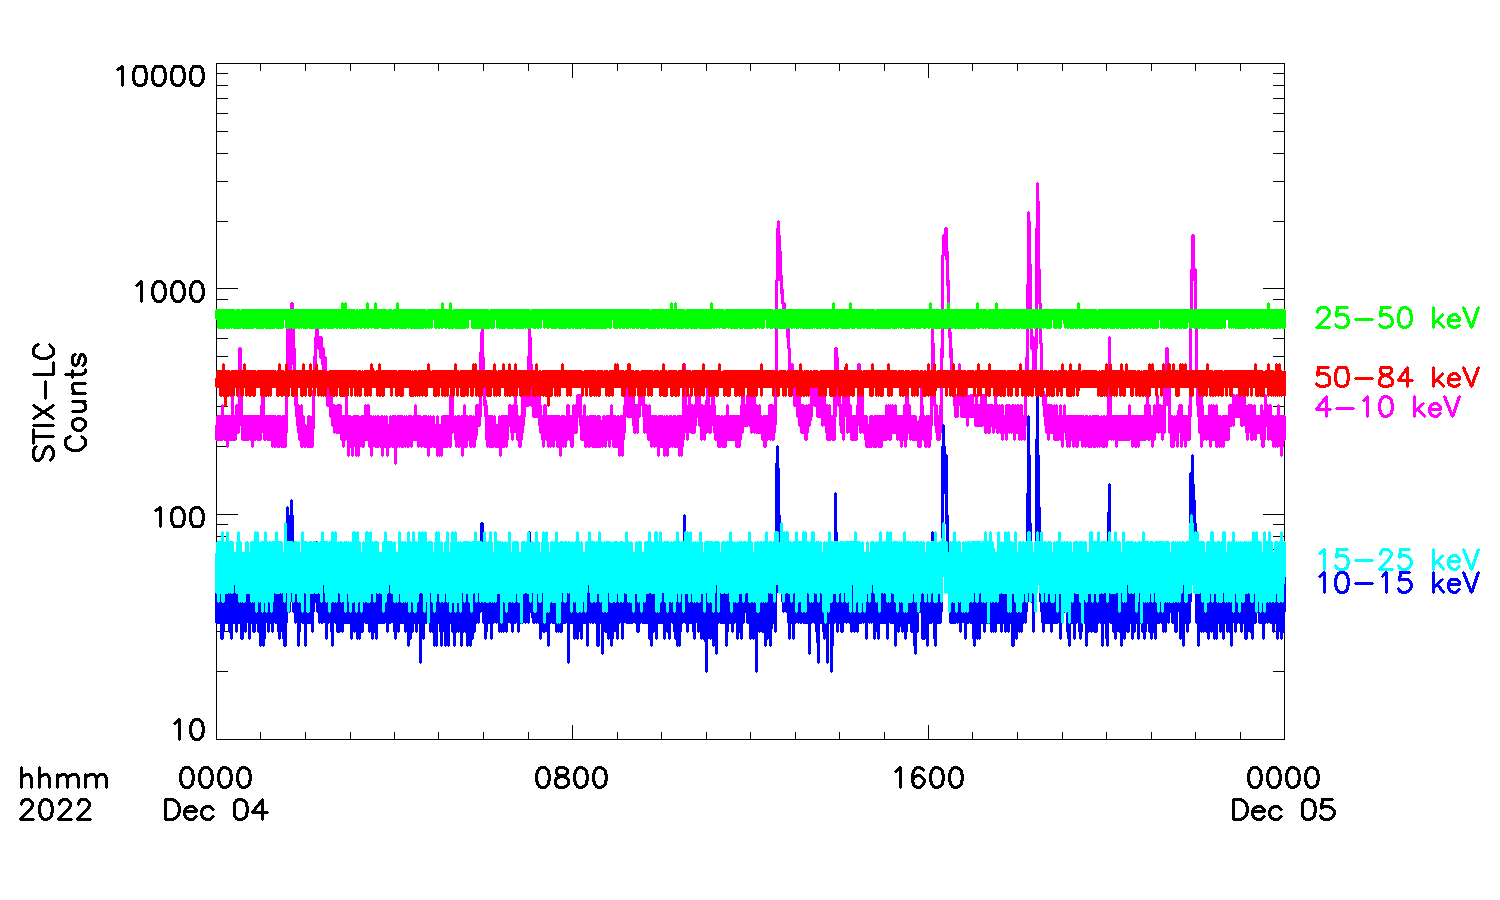 10000
1000
100
10
STIX-LC
Counts
25-50 keV
50-84 keV
4-10 keV
15-25 keV
10-15 keV
hhmm 0000 0800 1600 0000
2022 Dec 04 Dec 05